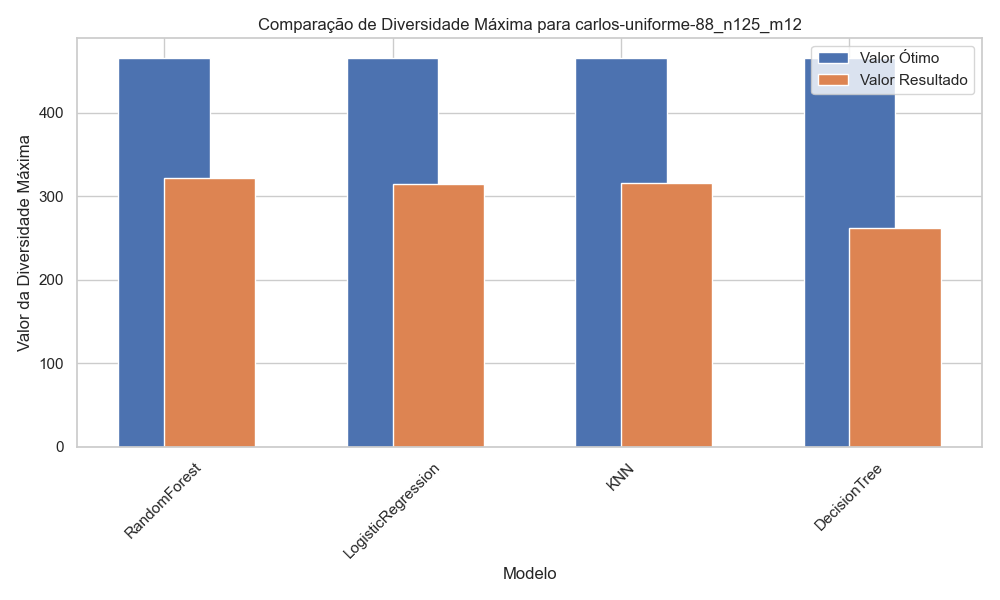 Comparação de Diversidade Máxima para carlos-uniforme-88_n125_m12
Valor Ótimo
Valor Resultado
Valor da Diversidade Máxima
400
300
200
100
0
RandomForest
LogisticRegression
KNN
DecisionTree
Modelo